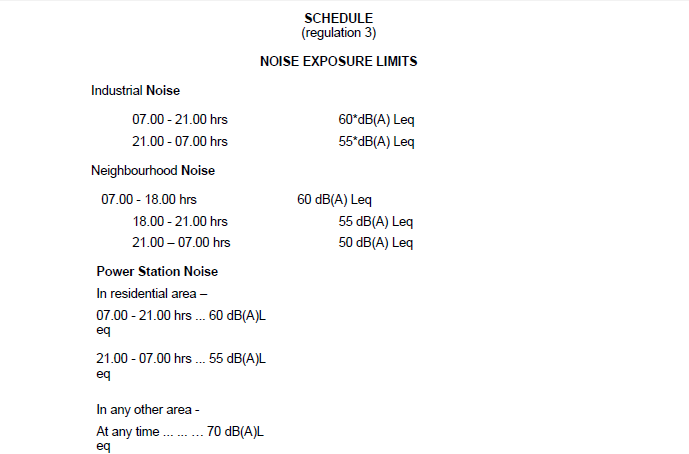 SCHEDULE
(regulation 3)
NOISE EXPOSURE LIMITS
Industrial Noise
07.00 - 21.00 hrs 60*dB(A) Leq
21.00 - 07.00 hrs 55*dB(A) Leq
Neighbourhood Noise
07.00 - 18.00 hrs 60 dB(A) Leq
18.00 - 21.00 hrs 55 dB(A) Leq
21.00 – 07.00 hrs 50 dB(A) Leq
Power Station Noise
In residential area –
07.00 - 21.00 hrs ... 60 dB(A)L
eq
21.00 - 07.00 hrs ... 55 dB(A)L
eq
In any other area -
At any time ... ... … 70 dB(A)L
eq